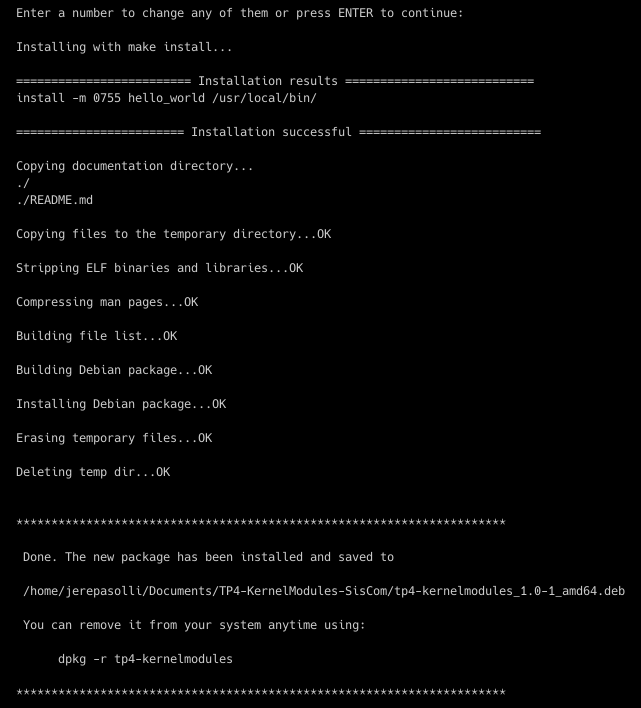 Enter a number to change any of them or press ENTER to continue:
Installing with make install...
========================= Installation results ===========================
install -m 0755 hello_world /usr/local/bin/
======================== Installation successful ==========================
Copying documentation directory...
./
./README.md
Copying files to the temporary directory...OK
Stripping ELF binaries and libraries...OK
Compressing man pages...OK
Building file list...OK
Building Debian package...OK
Installing Debian package...OK
Erasing temporary files...OK
Deleting temp dir...OK
**********************************************************************
Done. The new package has been installed and saved to
/home/jerepasolli/Documents/TP4-KernelModules-SisCom/tp4-kernelmodules_1.0-1_amd64.deb
You can remove it from your system anytime using:
dpkg -r tp4-kernelmodules
**********************************************************************